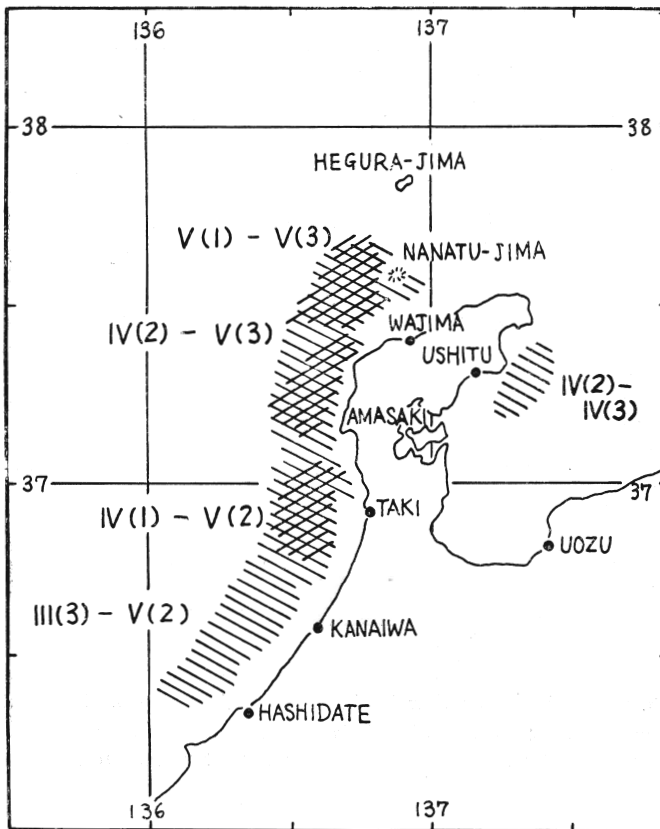 136 137
38 38
HEGURA-JIMA
V(1) - V(3)
NANATU-JIMA
IV(2) - V(3)
WAJIMA
USHITU
IV(2)-
IV(3)
AMASAKI
37 37
IV(1) - V(2)
TAKI
UOZU
III(3) - V(2)
KANAIWA
HASHIDATE
136 137